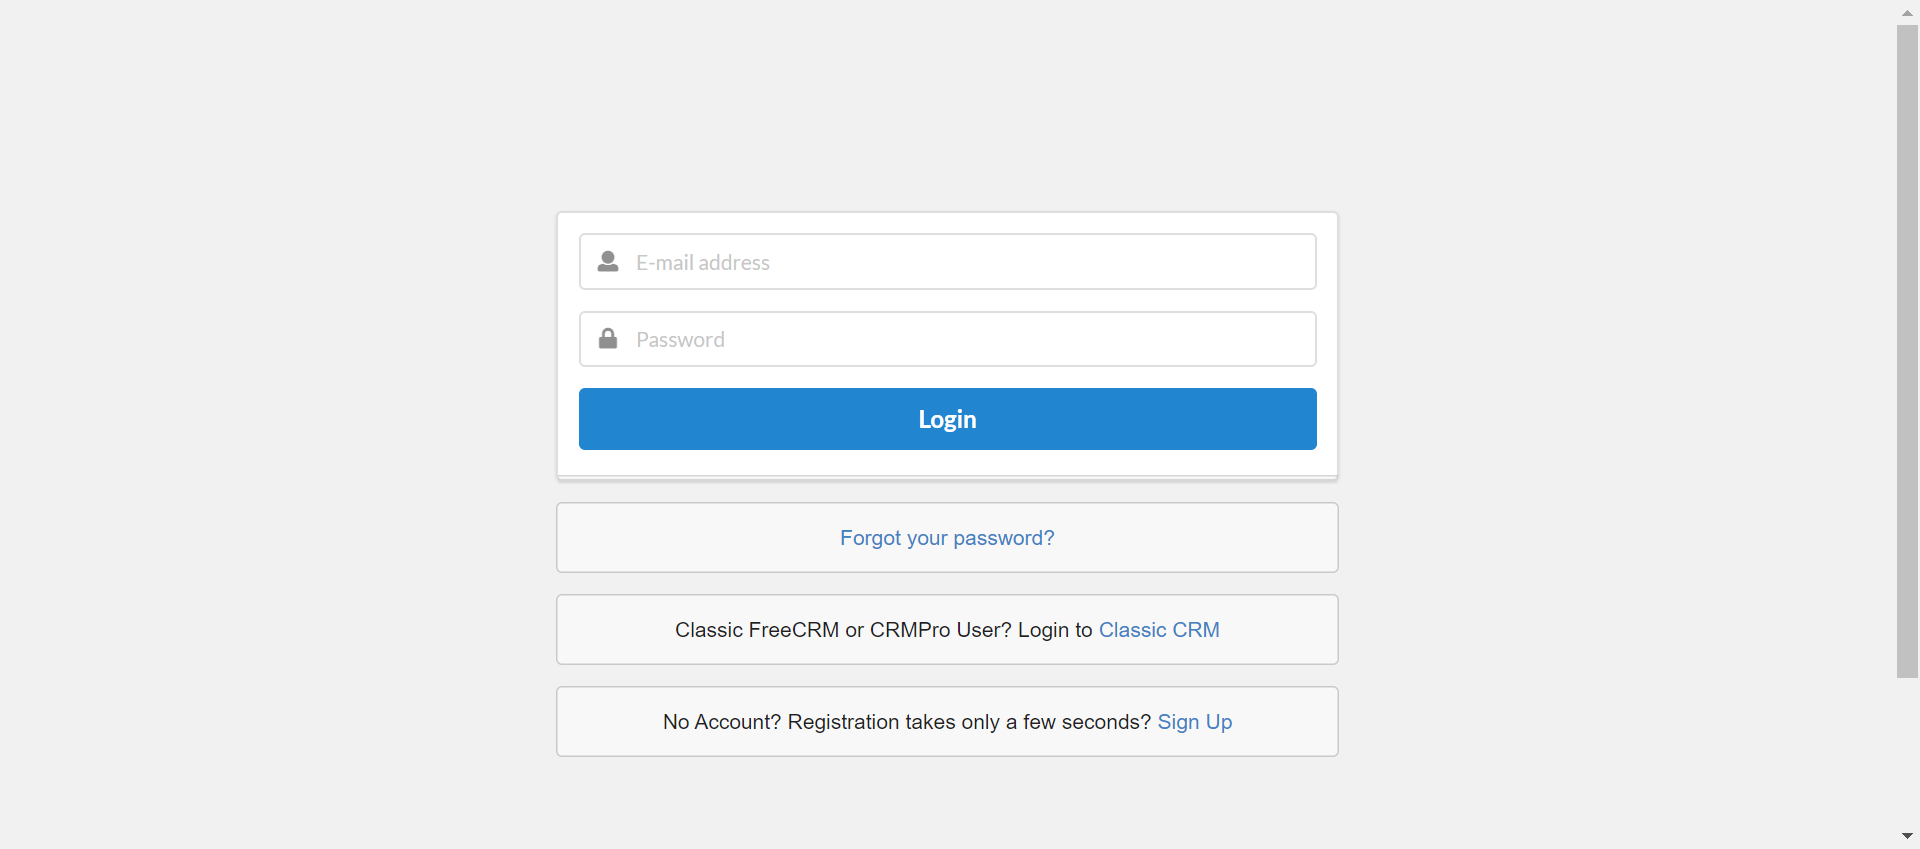 E-mail address
Password
Login
Forgot your password?
Classic FreeCRM or CRMPro User? Login to Classic CRM
No Account? Registration takes only a few seconds? Sign Up